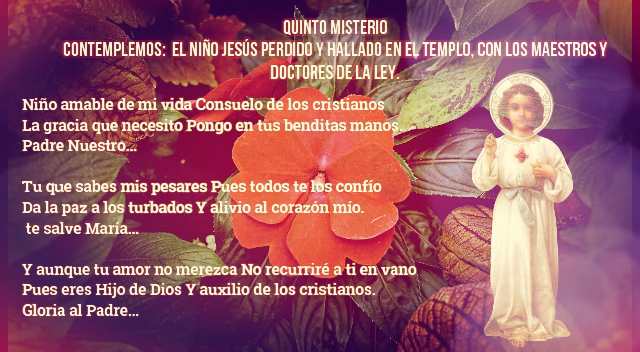 QUINTO MISTERIO
CONTEMPLEMOS: EL NIÑO JESÚS PERDIDO Y HALLADO EN EL TEMPLO, CON LOS MAESTROS Y
DOCTORES DE LA LEY.
Niño amable de mi vida Consuelo de los cristianos
La gracia que necesito Pongo en tus benditas manos.
Padre Nuestro...
Tu que sabes mis pesares Pues todos te los confío
Da la paz a los turbados Y alivio al corazón mío.
te salve María...
Y aunque tu amor no merezca No recurriré a ti en vano
Pues eres Hijo de Dios Y auxilio de los cristianos.
Gloria al Padre...